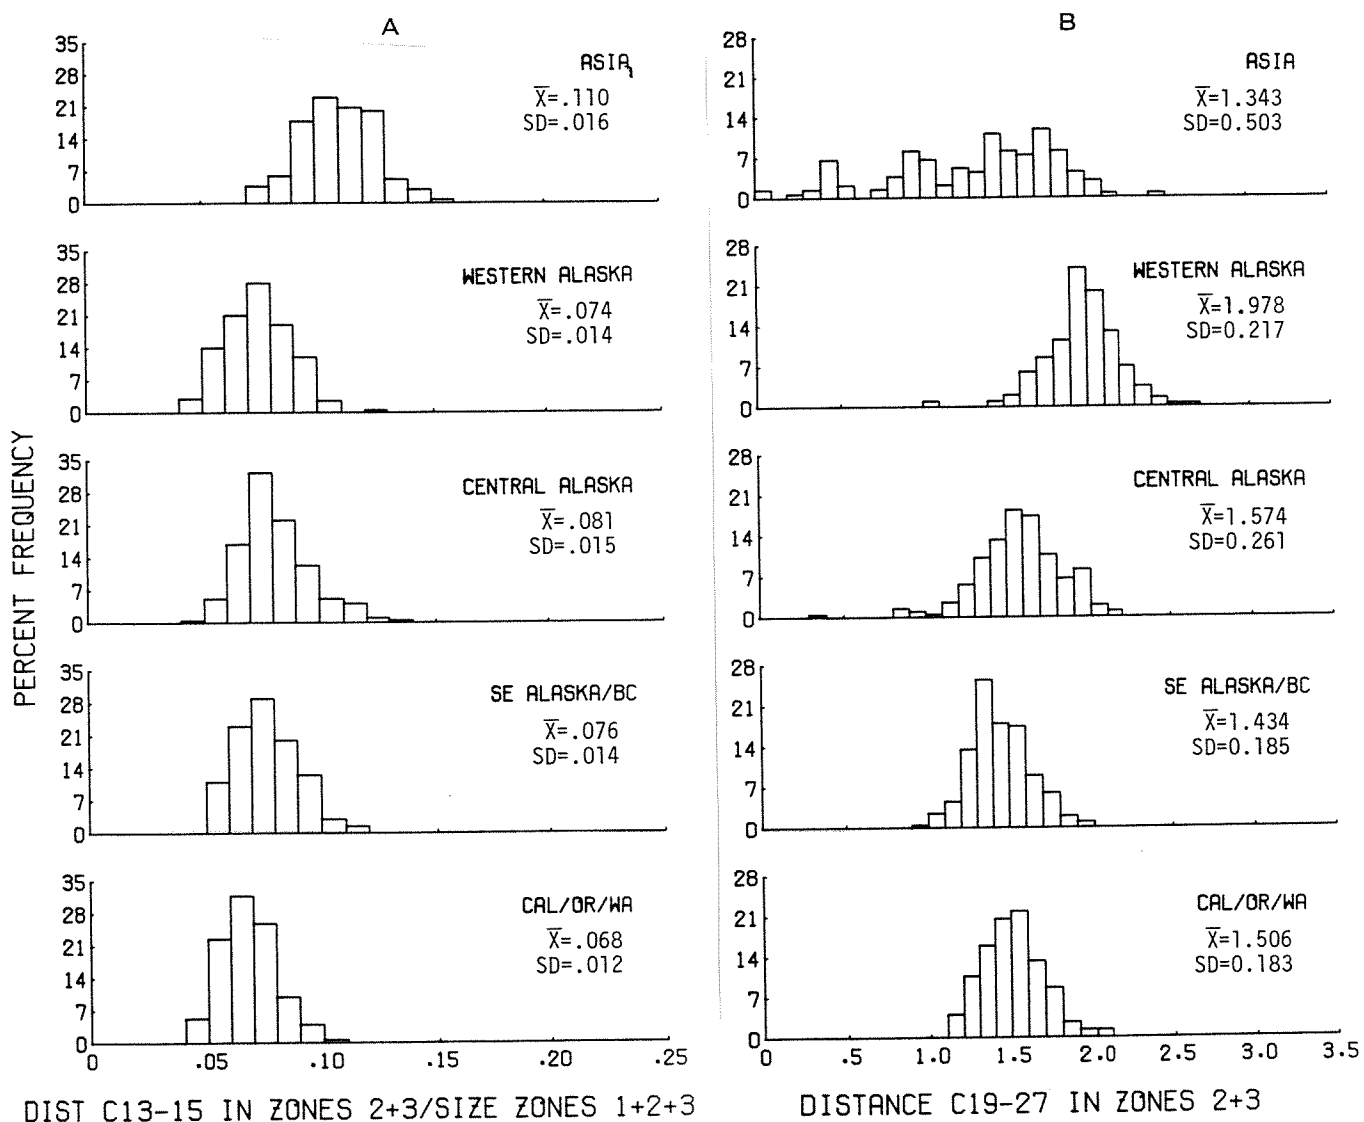 A
35
28
21
14
7
0
ASIA
X̅=.110
SD=.016
35
28
21
14
7
0
WESTERN ALASKA
X̅=.074
SD=.014
35
28
21
14
7
0
CENTRAL ALASKA
X̅=.081
SD=.015
35
28
21
14
7
0
SE ALASKA/BC
X̅=.076
SD=.014
35
28
21
14
7
0
CAL/OR/WA
X̅=.068
SD=.012
0 .05 .10 .15 .20 .25
DIST C13-15 IN ZONES 2+3/SIZE ZONES 1+2+3
PERCENT FREQUENCY
B
28
21
14
7
0
ASIA
X̅=1.343
SD=0.503
28
21
14
7
0
WESTERN ALASKA
X̅=1.978
SD=0.217
28
21
14
7
0
CENTRAL ALASKA
X̅=1.574
SD=0.261
28
21
14
7
0
SE ALASKA/BC
X̅=1.434
SD=0.185
28
21
14
7
0
CAL/OR/WA
X̅=1.506
SD=0.183
0 .5 1.0 1.5 2.0 2.5 3.0 3.5
DISTANCE C19-27 IN ZONES 2+3